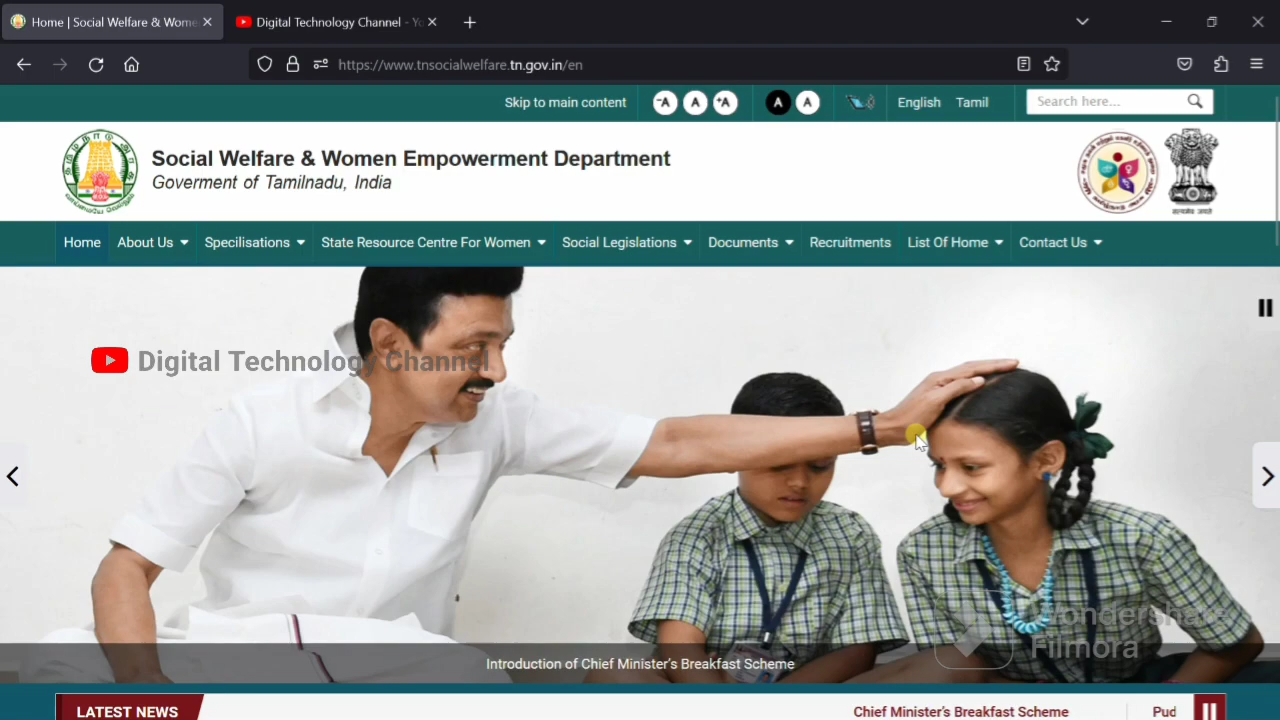 Home | Social Welfare & Wome
Digital Technology Channel - Yo
https://www.tnsocialwelfare.tn.gov.in/en
Skip to main content
-A A +A
A A
English Tamil
Search here...
Social Welfare & Women Empowerment Department
Goverment of Tamilnadu, India
Home About Us Specilisations State Resource Centre For Women Social Legislations Documents Recruitments List Of Home Contact Us
Digital Technology Channel
Wondershare
Filmora
Introduction of Chief Minister's Breakfast Scheme
LATEST NEWS
Chief Minister's Breakfast Scheme
Pud